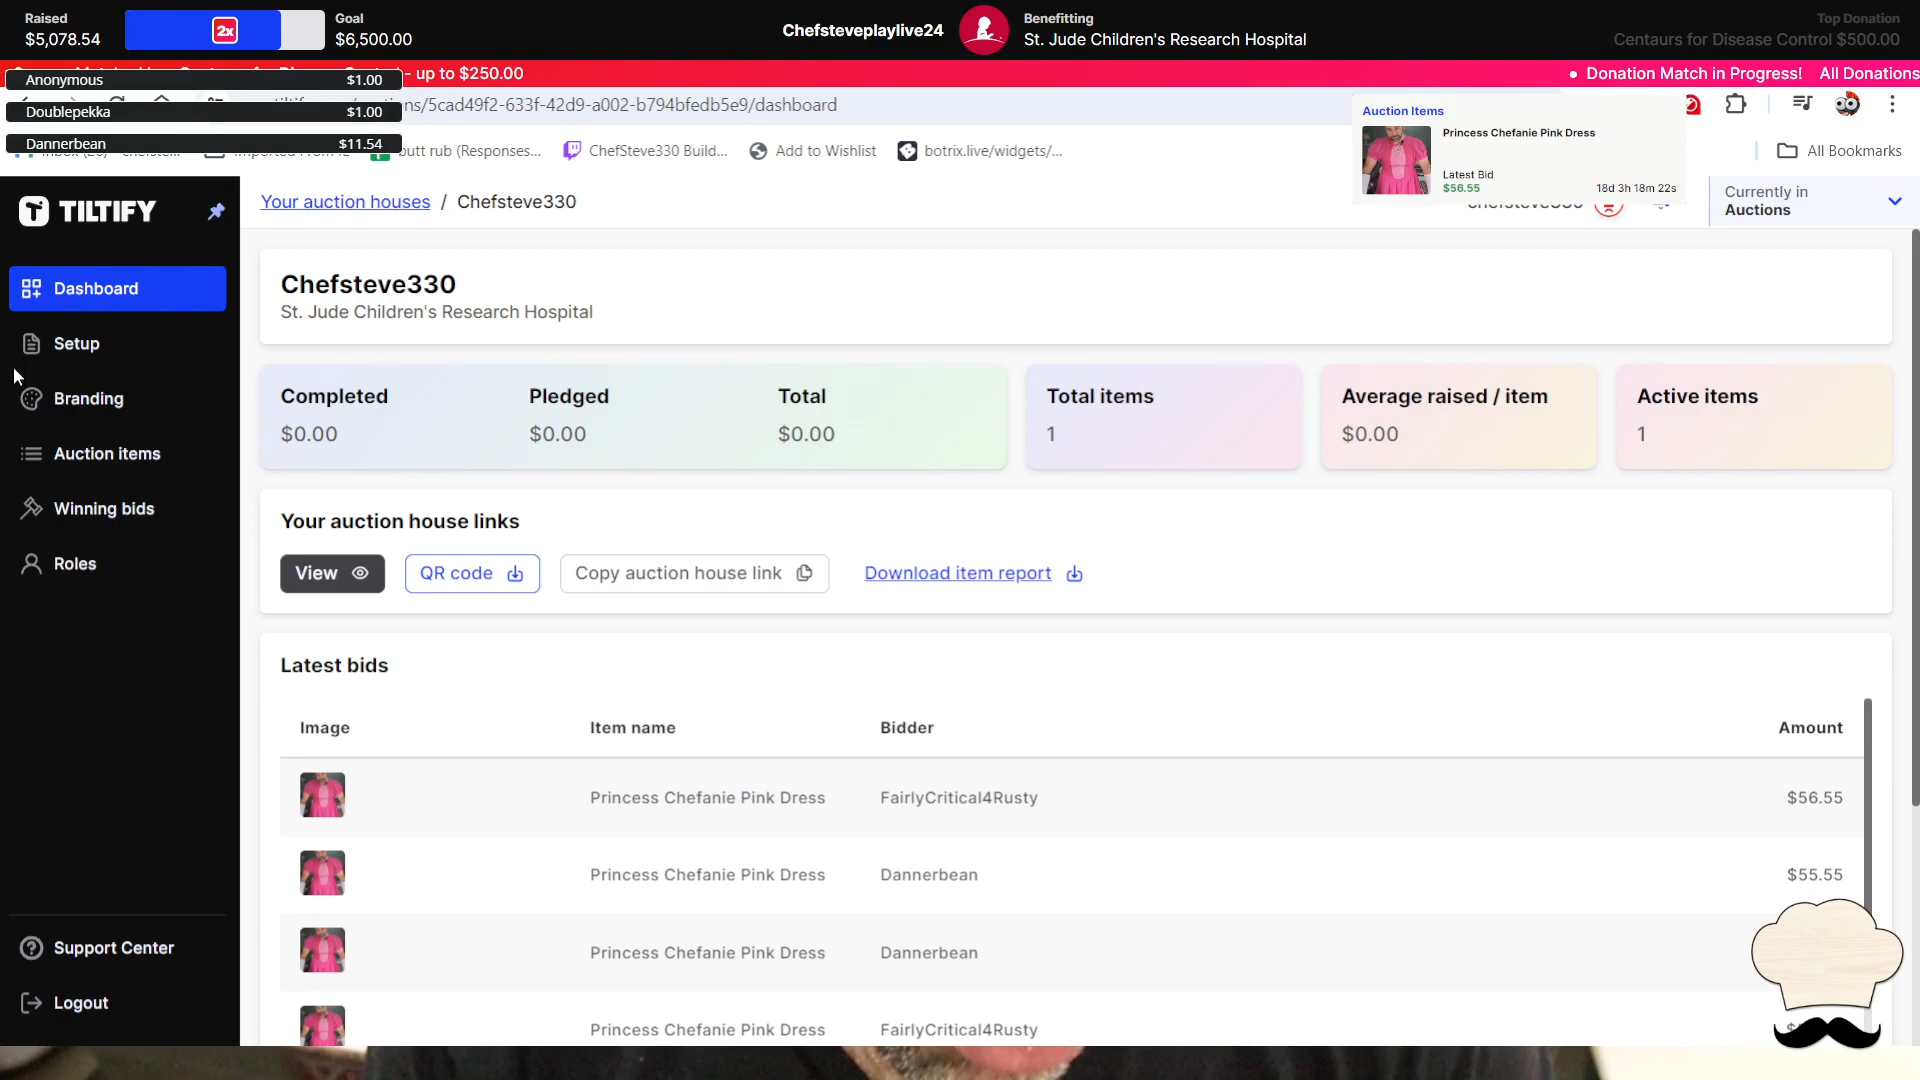 Raised
$5,078.54
2x
Goal
$6,500.00
Chefsteveplaylive24
Benefitting
St. Jude Children's Research Hospital
Top Donation
Centaurs for Disease Control $500.00
- up to $250.00
• Donation Match in Progress! All Donations
Anonymous $1.00
Doublepekka $1.00
Dannerbean $11.54
ns/5cad49f2-633f-42d9-a002-b794bfedb5e9/dashboard
butt rub (Responses...
ChefSteve330 Build...
Add to Wishlist
botrix.live/widgets/...
All Bookmarks
Auction Items
Princess Chefanie Pink Dress
Latest Bid
$56.55
18d 3h 18m 22s
TILTIFY
Your auction houses / Chefsteve330
Currently in
Auctions
Dashboard
Setup
Branding
Auction items
Winning bids
Roles
Support Center
Logout
Chefsteve330
St. Jude Children's Research Hospital
Completed
$0.00
Pledged
$0.00
Total
$0.00
Total items
1
Average raised / item
$0.00
Active items
1
Your auction house links
View
QR code
Copy auction house link
Download item report
Latest bids
Image Item name Bidder Amount
Princess Chefanie Pink Dress FairlyCritical4Rusty $56.55
Princess Chefanie Pink Dress Dannerbean $55.55
Princess Chefanie Pink Dress Dannerbean
Princess Chefanie Pink Dress FairlyCritical4Rusty